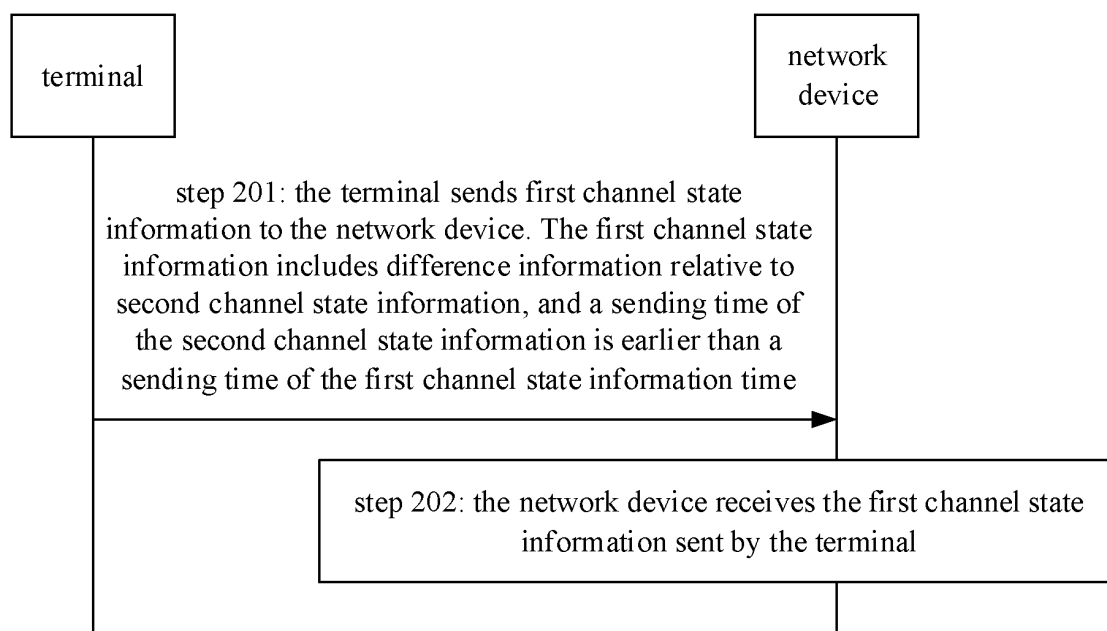 terminal
network
device
step 201: the terminal sends first channel state
information to the network device. The first channel state
information includes difference information relative to
second channel state information, and a sending time of
the second channel state information is earlier than a
sending time of the first channel state information time
step 202: the network device receives the first channel state
information sent by the terminal